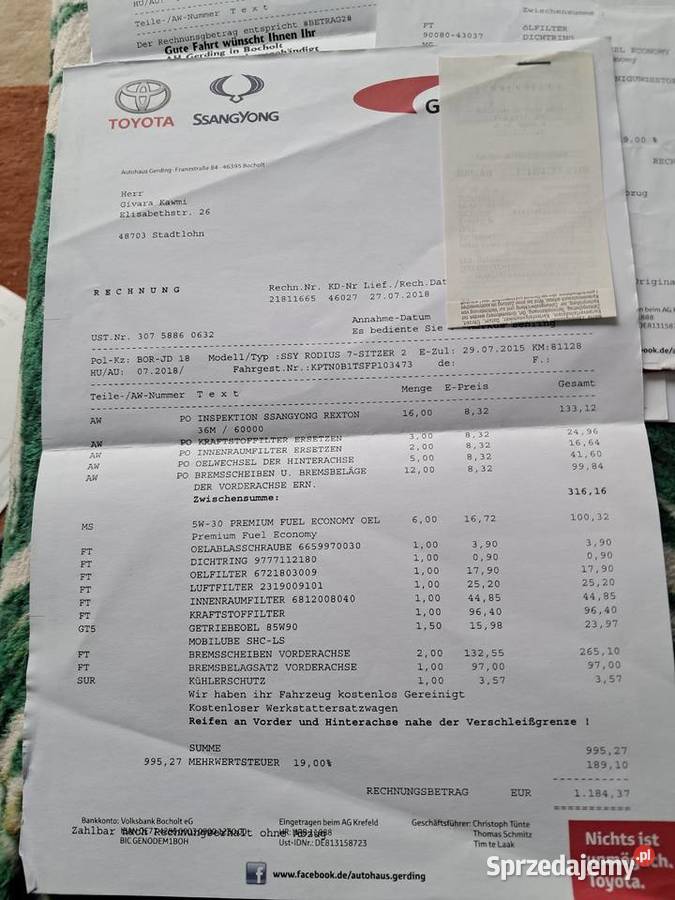 Teile-/AW-Nummer T e x t
Der Rechnungsbetrag entspricht #BETRAG2#
Gute Fahrt wünscht Ihnen Ihr
AH Gerding in Bocholt
Zwischensumme
FT ÖLFILTER
90080-43037 DICHTRING
TOYOTA
SSANGYONG
G
Autohaus Gerding · Franzstraße 84 · 46395 Bocholt
Herr
Givara Kawmi
Elisabethstr. 26
48703 Stadtlohn
R E C H N U N G
Rechn.Nr. KD-Nr Lief./Rech.Dat
21811665 46027 27.07.2018
Annahme-Datum
UST.Nr. 307 5886 0632 Es bediente Sie
Pol-Kz: BOR-JD 18 Modell/Typ :SSY RODIUS 7-SITZER 2 E-Zul: 29.07.2015 KM:81128
HU/AU: 07.2018/ Fahrgest.Nr.:KPTN0B1TSFP103473 de: F.:
Teile-/AW-Nummer T e x t Menge E-Preis Gesamt
AW PO INSPEKTION SSANGYONG REXTON 16,00 8,32 133,12
36M / 60000
AW PO KRAFTSTOFFILTER ERSETZEN 3,00 8,32 24,96
AW PO INNENRAUMFILTER ERSETZEN 2,00 8,32 16,64
AW PO OELWECHSEL DER HINTERACHSE 5,00 8,32 41,60
AW PO BREMSSCHEIBEN U. BREMSBELÄGE 12,00 8,32 99,84
DER VORDERACHSE ERN.
Zwischensumme: 316,16
MS 5W-30 PREMIUM FUEL ECONOMY OEL 6,00 16,72 100,32
Premium Fuel Economy
FT OELABLASSCHRAUBE 6659970030 1,00 3,90 3,90
FT DICHTRING 9777112180 1,00 0,90 0,90
FT OELFILTER 6721803009 1,00 17,90 17,90
FT LUFTFILTER 2319009101 1,00 25,20 25,20
FT INNENRAUMFILTER 6812008040 1,00 44,85 44,85
FT KRAFTSTOFFILTER 1,00 96,40 96,40
GT5 GETRIEBEOEL 85W90 1,50 15,98 23,97
MOBILUBE SHC-LS
FT BREMSSCHEIBEN VORDERACHSE 2,00 132,55 265,10
FT BREMSBELAGSATZ VORDERACHSE 1,00 97,00 97,00
SUR KÜHLERSCHUTZ 1,00 3,57 3,57
Wir haben ihr Fahrzeug kostenlos Gereinigt
Kostenloser Werkstattersatzwagen
Reifen an Vorder und Hinterachse nahe der Verschleißgrenze !
SUMME 995,27
995,27 MEHRWERTSTEUER 19,00% 189,10
RECHNUNGSBETRAG EUR 1.184,37
Bankkonto: Volksbank Bocholt eG
BIC GENODEM1BOH
Zahlbar nach Rechnungserhalt ohne Abzug
Eingetragen beim AG Krefeld
Ust-IDNr.: DE813158723
Geschäftsführer: Christoph Tünte
Thomas Schmitz
Tim te Laak
www.facebook.de/autohaus.gerding
Nichts ist
unmöglich.
Toyota.
Sprzedajemy.pl